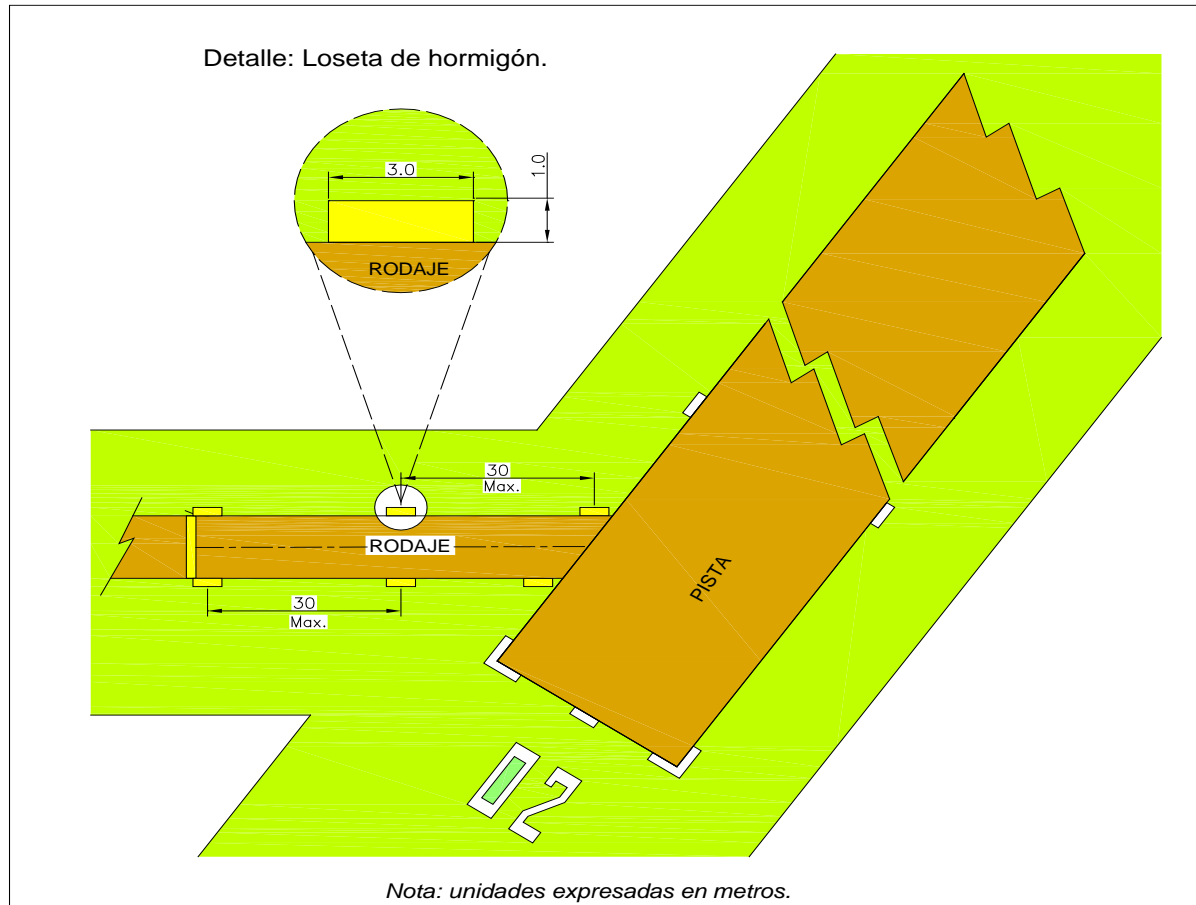 Detalle: Loseta de hormigón.
3.0
1.0
RODAJE
30
Max.
RODAJE
30
Max.
PISTA
02
Nota: unidades expresadas en metros.